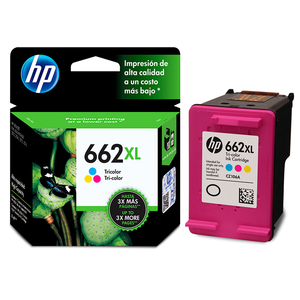 hp
Impresión de
alta calidad
a un costo
más bajo*
662XL
Tricolor
Tri-color
HASTA
3X MÁS
PÁGINAS
UP TO
3X MORE
PAGES
hp
662XL
Tri-color
Ink Cartridge
CZ106A